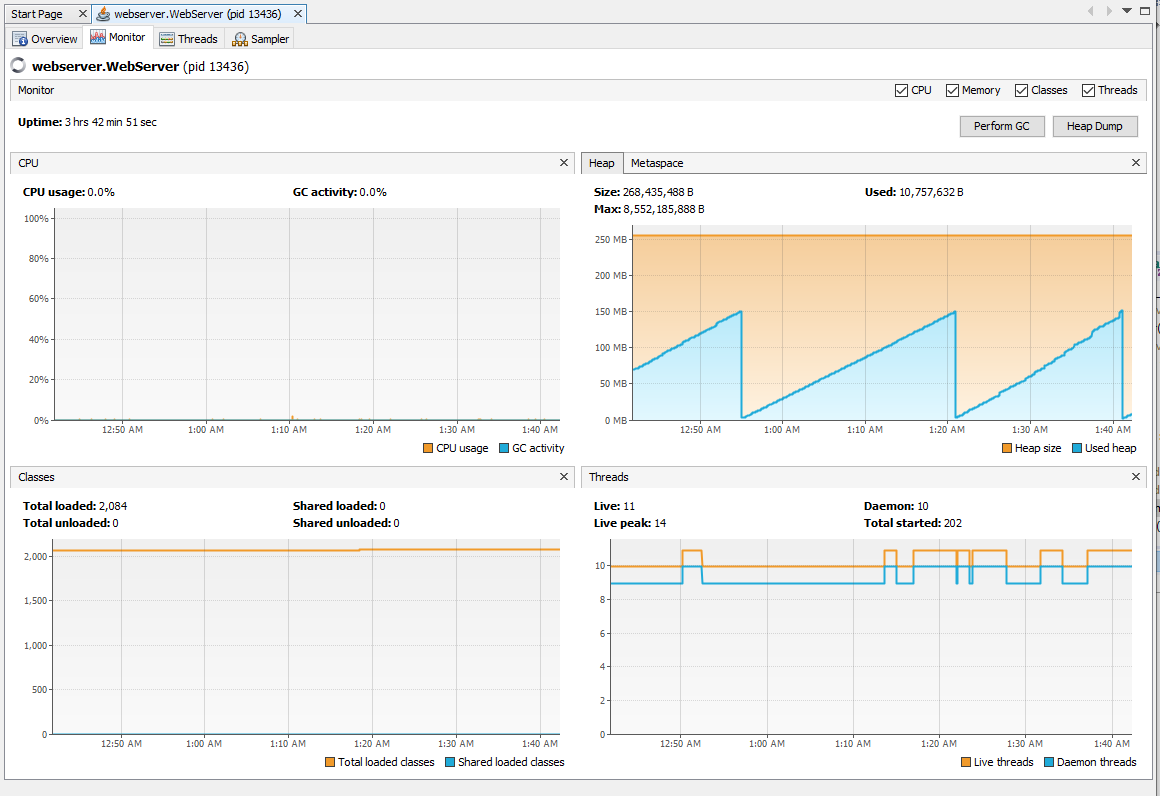 Start Page
webserver.WebServer (pid 13436)
Overview Monitor Threads Sampler
webserver.WebServer (pid 13436)
Monitor CPU Memory Classes Threads
Uptime: 3 hrs 42 min 51 sec
Perform GC Heap Dump
CPU
CPU usage: 0.0% GC activity: 0.0%
100%
80%
60%
40%
20%
0%
12:50 AM 1:00 AM 1:10 AM 1:20 AM 1:30 AM 1:40 AM
CPU usage GC activity
Heap Metaspace
Size: 268,435,488 B Used: 10,757,632 B
Max: 8,552,185,888 B
250 MB
200 MB
150 MB
100 MB
50 MB
0 MB
12:50 AM 1:00 AM 1:10 AM 1:20 AM 1:30 AM 1:40 AM
Heap size Used heap
Classes
Total loaded: 2,084 Shared loaded: 0
Total unloaded: 0 Shared unloaded: 0
2,000
1,500
1,000
500
0
12:50 AM 1:00 AM 1:10 AM 1:20 AM 1:30 AM 1:40 AM
Total loaded classes Shared loaded classes
Threads
Live: 11 Daemon: 10
Live peak: 14 Total started: 202
10
8
6
4
2
0
12:50 AM 1:00 AM 1:10 AM 1:20 AM 1:30 AM 1:40 AM
Live threads Daemon threads